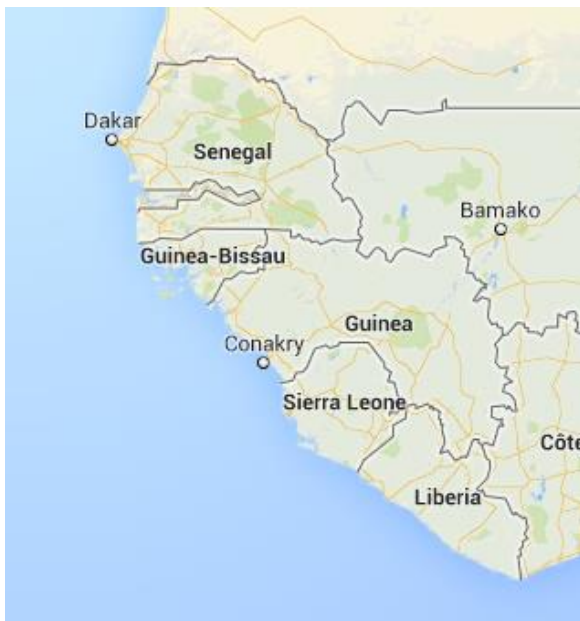 Dakar
Senegal
Bamako
Guinea-Bissau
Guinea
Conakry
Sierra Leone
Côte
Liberia